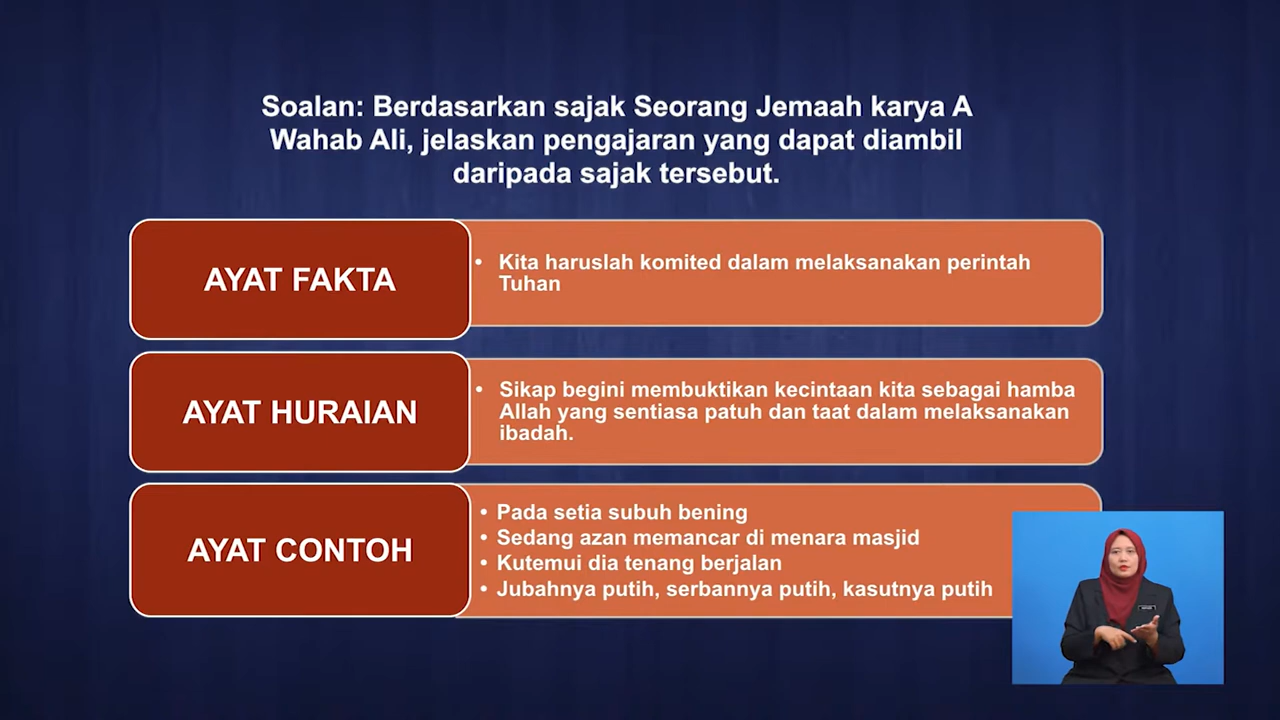 Soalan: Berdasarkan sajak Seorang Jemaah karya A
Wahab Ali, jelaskan pengajaran yang dapat diambil
daripada sajak tersebut.
AYAT FAKTA
• Kita haruslah komited dalam melaksanakan perintah
Tuhan
AYAT HURAIAN
• Sikap begini membuktikan kecintaan kita sebagai hamba
Allah yang sentiasa patuh dan taat dalam melaksanakan
ibadah.
AYAT CONTOH
• Pada setia subuh bening
• Sedang azan memancar di menara masjid
• Kutemui dia tenang berjalan
• Jubahnya putih, serbannya putih, kasutnya putih